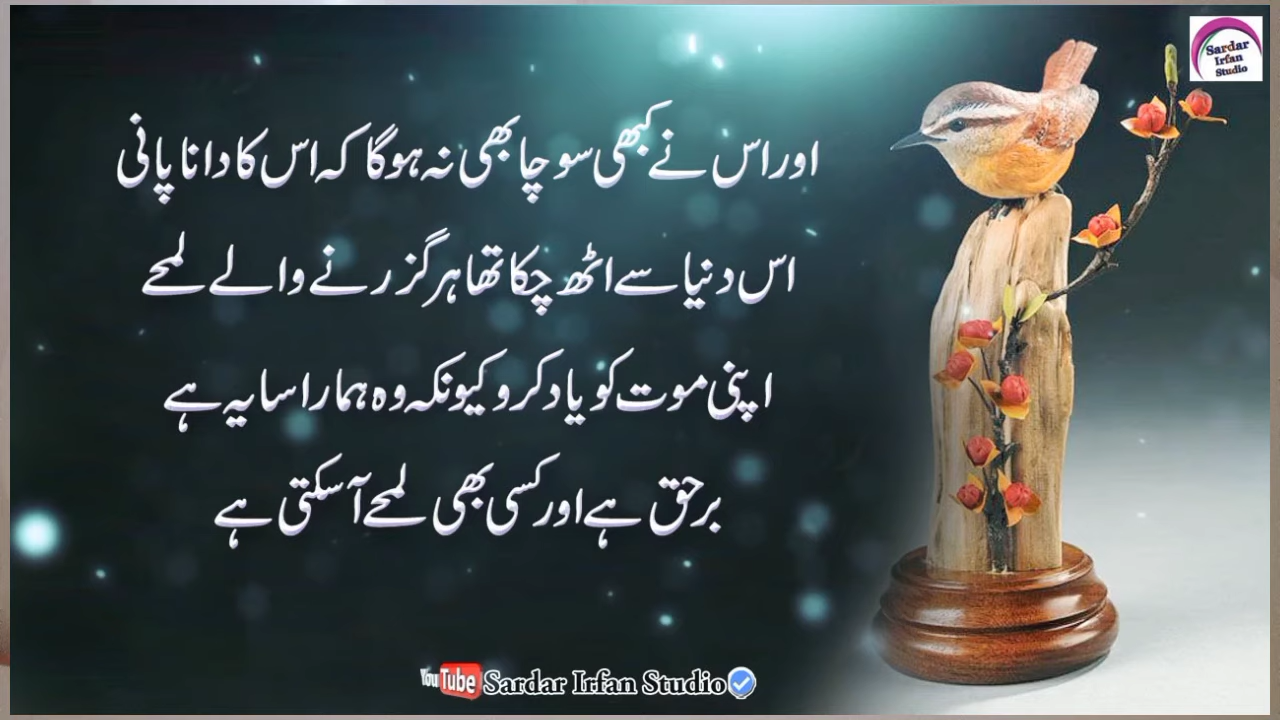 Sardar
Irfan
Studio
اور اس نے کبھی سوچا بھی نہ ہوگا کہ اس کا دانا پانی
اس دنیا سے اٹھ چکا تھا ہر گزرنے والے لمحے
اپنی موت کو یاد کرو کیونکہ وہ ہمارا سایہ ہے
برحق ہے اور کسی بھی لمحے آسکتی ہے
YouTube Sardar Irfan Studio